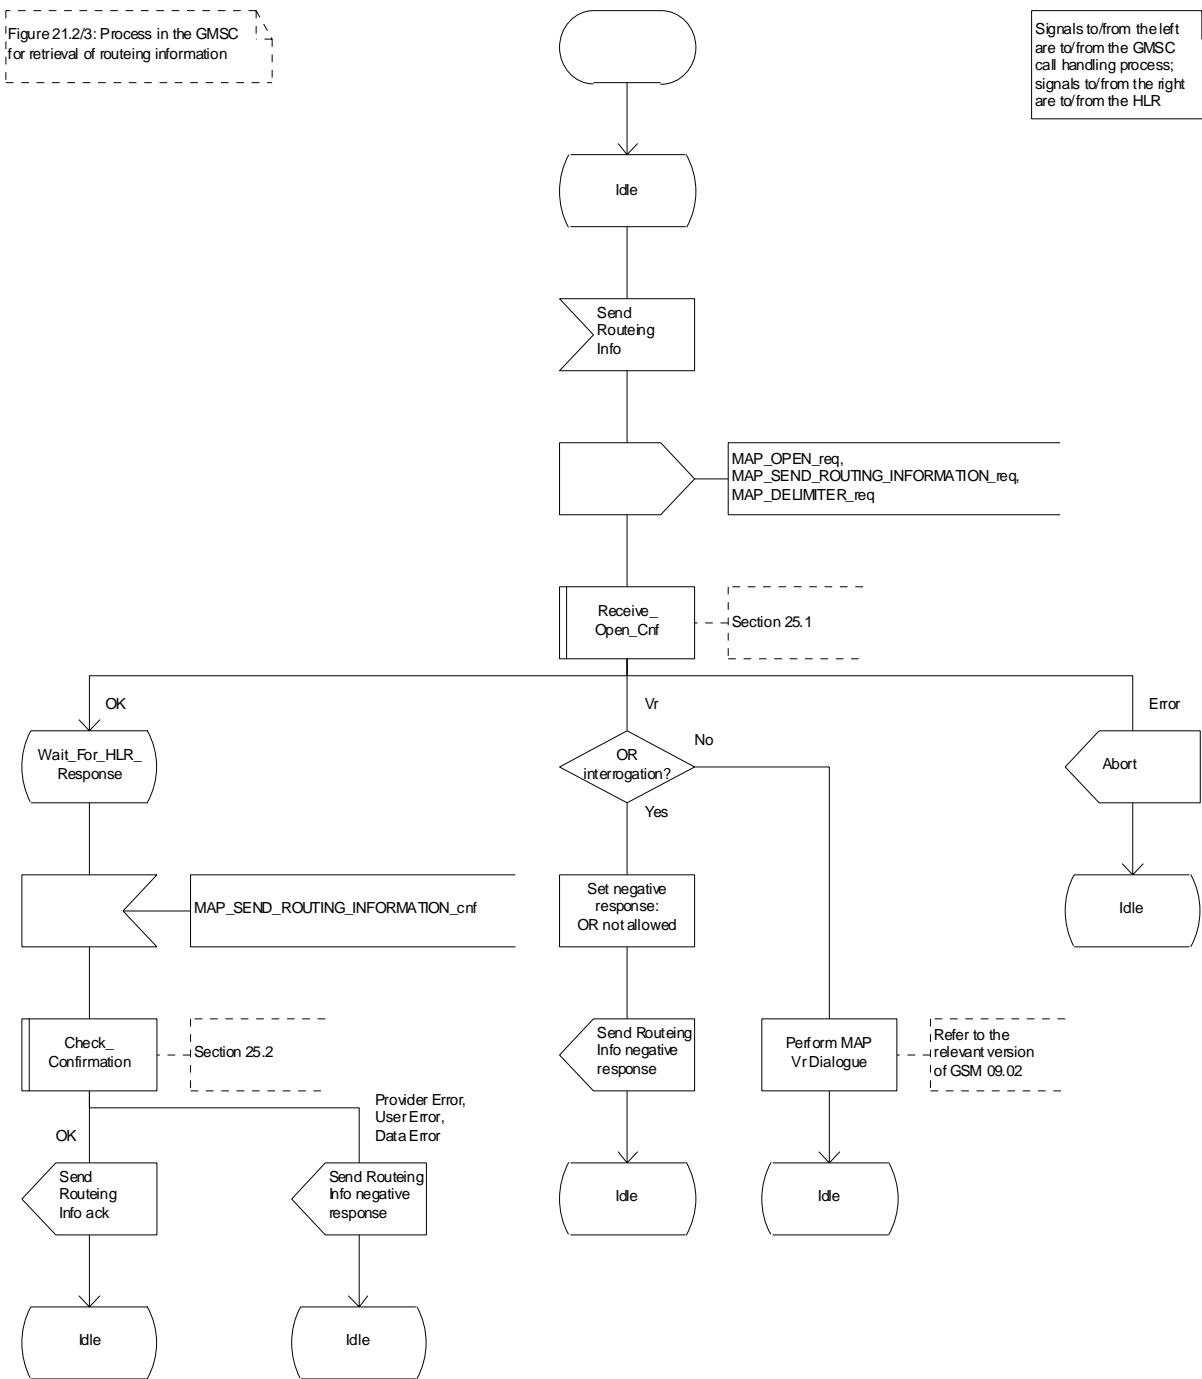 Figure 21.2/3: Process in the GMSC
for retrieval of routeing information
Signals to/from the left
are to/from the GMSC
call handling process;
signals to/from the right
are to/from the HLR
Idle
Send
Routeing
Info
MAP_OPEN_req,
MAP_SEND_ROUTING_INFORMATION_req,
MAP_DELIMITER_req
Receive_
Open_Cnf
Section 25.1
OK
Vr
Error
Wait_For_HLR_
Response
OR
interrogation?
No
Yes
Abort
MAP_SEND_ROUTING_INFORMATION_cnf
Set negative
response:
OR not allowed
Idle
Check_
Confirmation
Section 25.2
Send Routeing
Info negative
response
Perform MAP
Vr Dialogue
Refer to the
relevant version
of GSM 09.02
OK
Provider Error,
User Error,
Data Error
Send
Routeing
Info ack
Send Routeing
Info negative
response
Idle
Idle
Idle
Idle